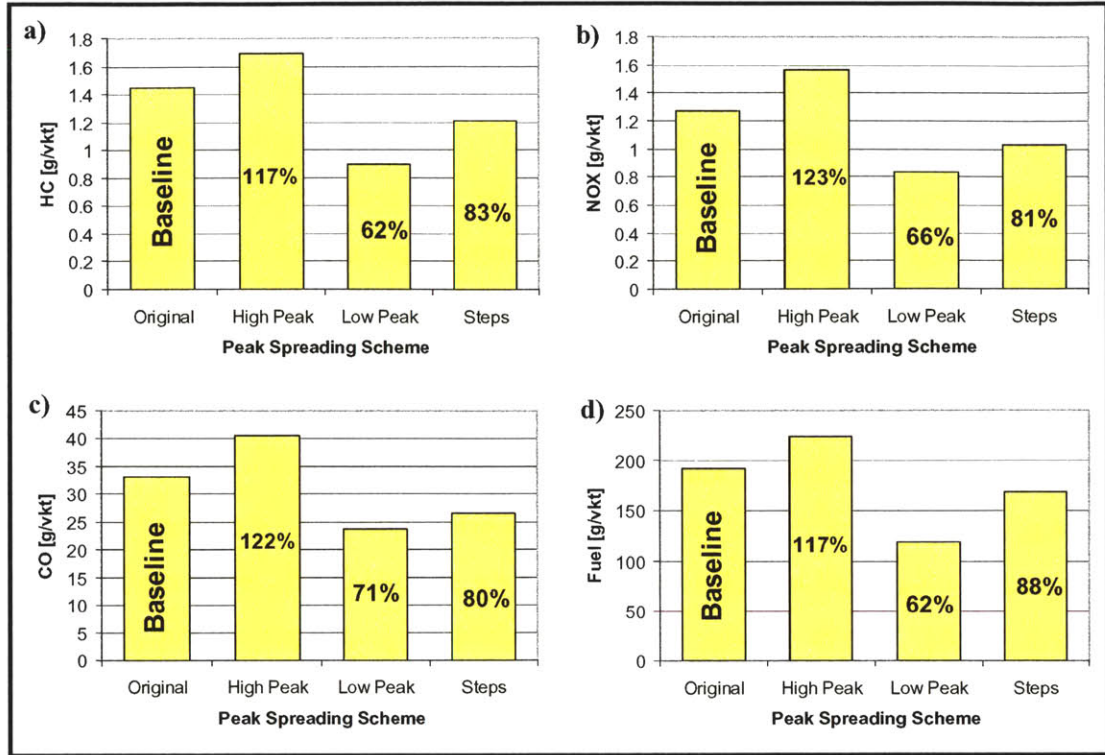 a)
1.8
1.6
1.4
1.2
1
0.8
0.6
0.4
0.2
0
HC [g/vkt]
Baseline
117%
62%
83%
Original High Peak Low Peak Steps
Peak Spreading Scheme
b)
1.8
1.6
1.4
1.2
1
0.8
0.6
0.4
0.2
0
NOX [g/vkt]
Baseline
123%
66%
81%
Original High Peak Low Peak Steps
Peak Spreading Scheme
c)
45
40
35
30
25
20
15
10
5
0
CO [g/vkt]
Baseline
122%
71%
80%
Original High Peak Low Peak Steps
Peak Spreading Scheme
d)
250
200
150
100
50
0
Fuel [g/vkt]
Baseline
117%
62%
88%
Original High Peak Low Peak Steps
Peak Spreading Scheme